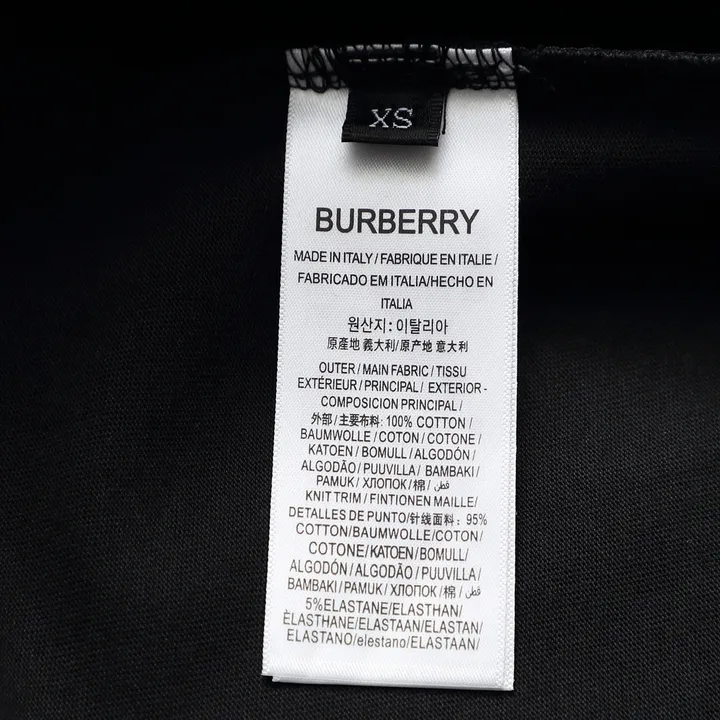 XS
BURBERRY
MADE IN ITALY / FABRIQUE EN ITALIE /
FABRICADO EM ITALIA/HECHO EN
ITALIA
원산지: 이탈리아
原產地 義大利/原产地 意大利
OUTER / MAIN FABRIC / TISSU
EXTÉRIEUR / PRINCIPAL / EXTERIOR -
COMPOSICION PRINCIPAL /
外部 / 主要布料: 100% COTTON /
BAUMWOLLE / COTON / COTONE /
KATOEN / BOMULL / ALGODÓN /
ALGODÃO / PUUVILLA / BAMBAKI /
PAMUK / ХЛОПОК / 棉 / قطن
KNIT TRIM / FINTIONEN MAILLE/
DETALLES DE PUNTO/针线面料: 95%
COTTON/BAUMWOLLE/COTON/
COTONE/KATOEN/BOMULL/
ALGODÓN / ALGODÃO / PUUVILLA /
BAMBAKI / PAMUK / ХЛОПОК / 棉 / قطن
5%ELASTANE/ELASTHAN/
ÈLASTHANE/ELASTAAN/ELASTAN/
ELASTANO/elestano/ELASTAAN/